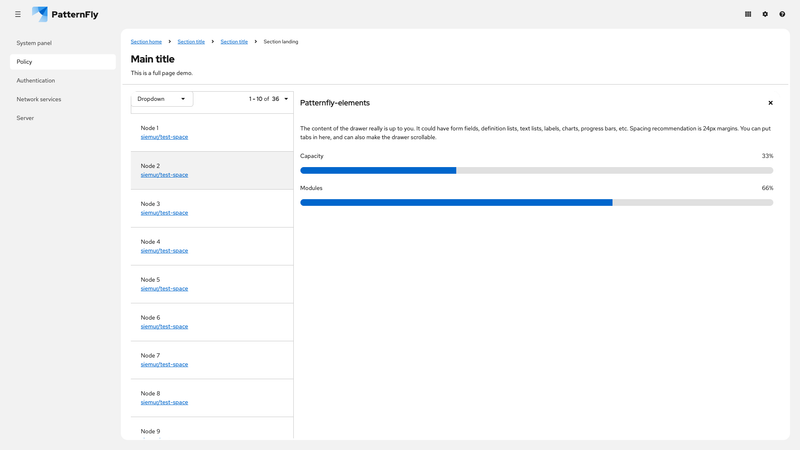 PatternFly
System panel
Policy
Authentication
Network services
Server
Section home > Section title > Section title > Section landing
Main title
This is a full page demo.
Dropdown
1 - 10 of 36
Node 1
siemur/test-space
Node 2
siemur/test-space
Node 3
siemur/test-space
Node 4
siemur/test-space
Node 5
siemur/test-space
Node 6
siemur/test-space
Node 7
siemur/test-space
Node 8
siemur/test-space
Node 9
Patternfly-elements
The content of the drawer really is up to you. It could have form fields, definition lists, text lists, labels, charts, progress bars, etc. Spacing recommendation is 24px margins. You can put
tabs in here, and can also make the drawer scrollable.
Capacity 33%
Modules 66%